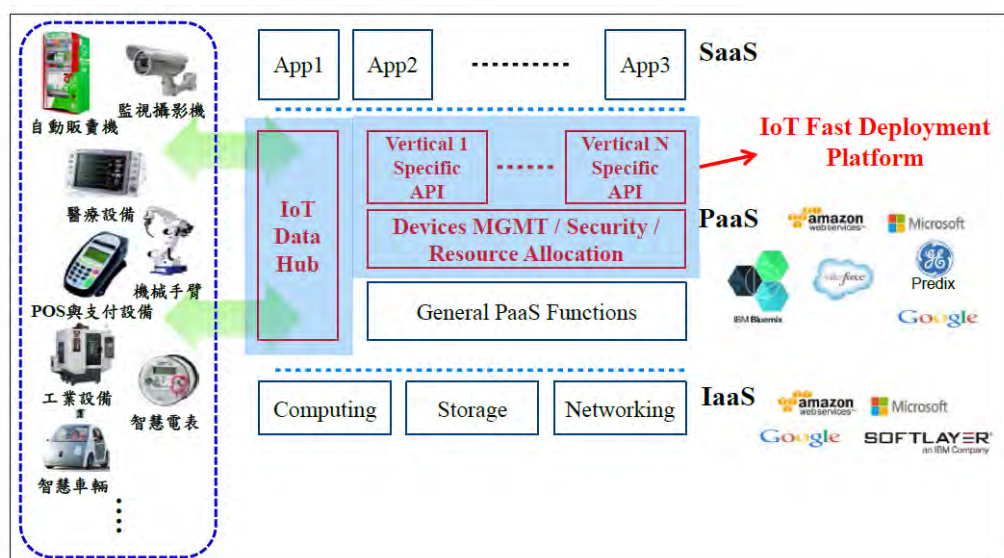 自動販賣機
監視攝影機
醫療設備
機械手臂
POS與支付設備
工業設備
智慧電表
智慧車輛
App1
App2
App3
SaaS
IoT
Data
Hub
Vertical 1
Specific
API
Vertical N
Specific
API
IoT Fast Deployment
Platform
Devices MGMT / Security /
Resource Allocation
General PaaS Functions
PaaS
amazon
webservices™
Microsoft
IBM Bluemix
salesforce
GE
Predix
Google
Computing
Storage
Networking
IaaS
amazon
webservices™
Microsoft
Google
SOFTLAYER®
an IBM Company